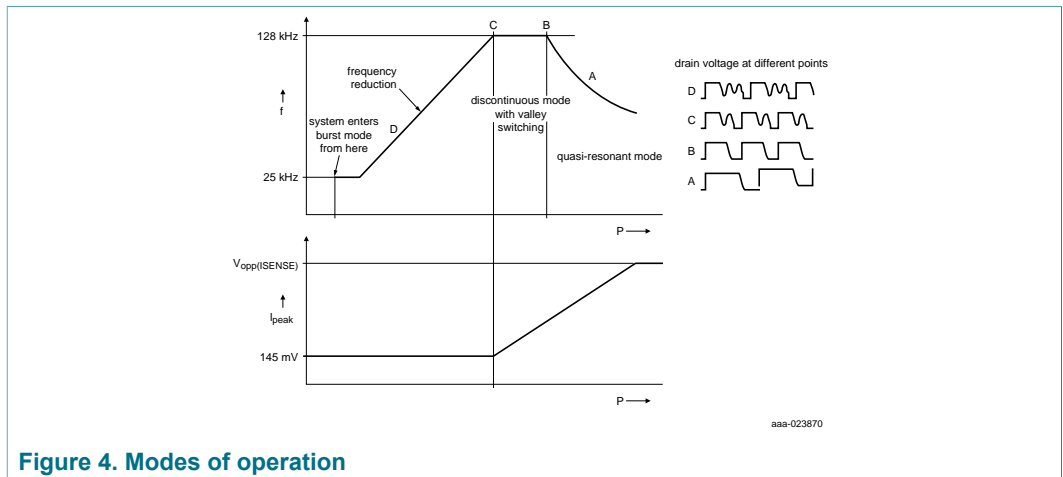 C
B
128 kHz
frequency
reduction
A
drain voltage at different points
D
f
discontinuous mode
with valley
switching
C
system enters
burst mode
from here
D
B
quasi-resonant mode
25 kHz
A
P
Vopp(ISENSE)
Ipeak
145 mV
P
aaa-023870
Figure 4. Modes of operation